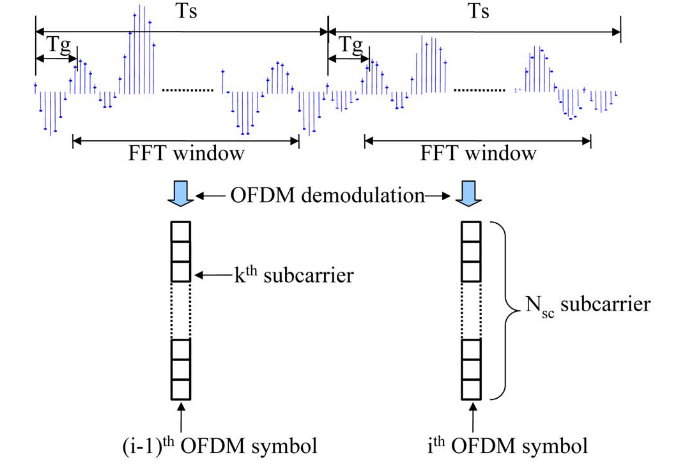 Ts Ts
Tg Tg
FFT window FFT window
OFDM demodulation
kth subcarrier
Nsc subcarrier
(i-1)th OFDM symbol ith OFDM symbol